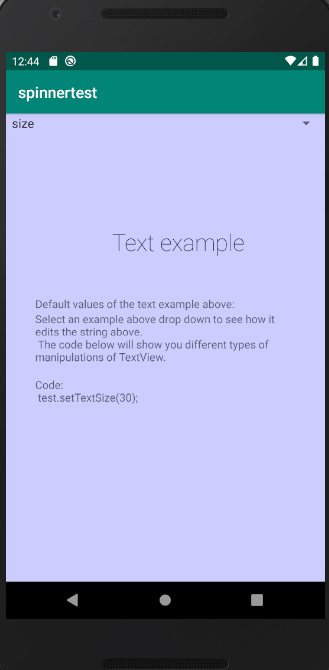 12:44
spinnertest
size
Text example
Default values of the text example above:
Select an example above drop down to see how it
edits the string above.
The code below will show you different types of
manipulations of TextView.
Code:
test.setTextSize(30);